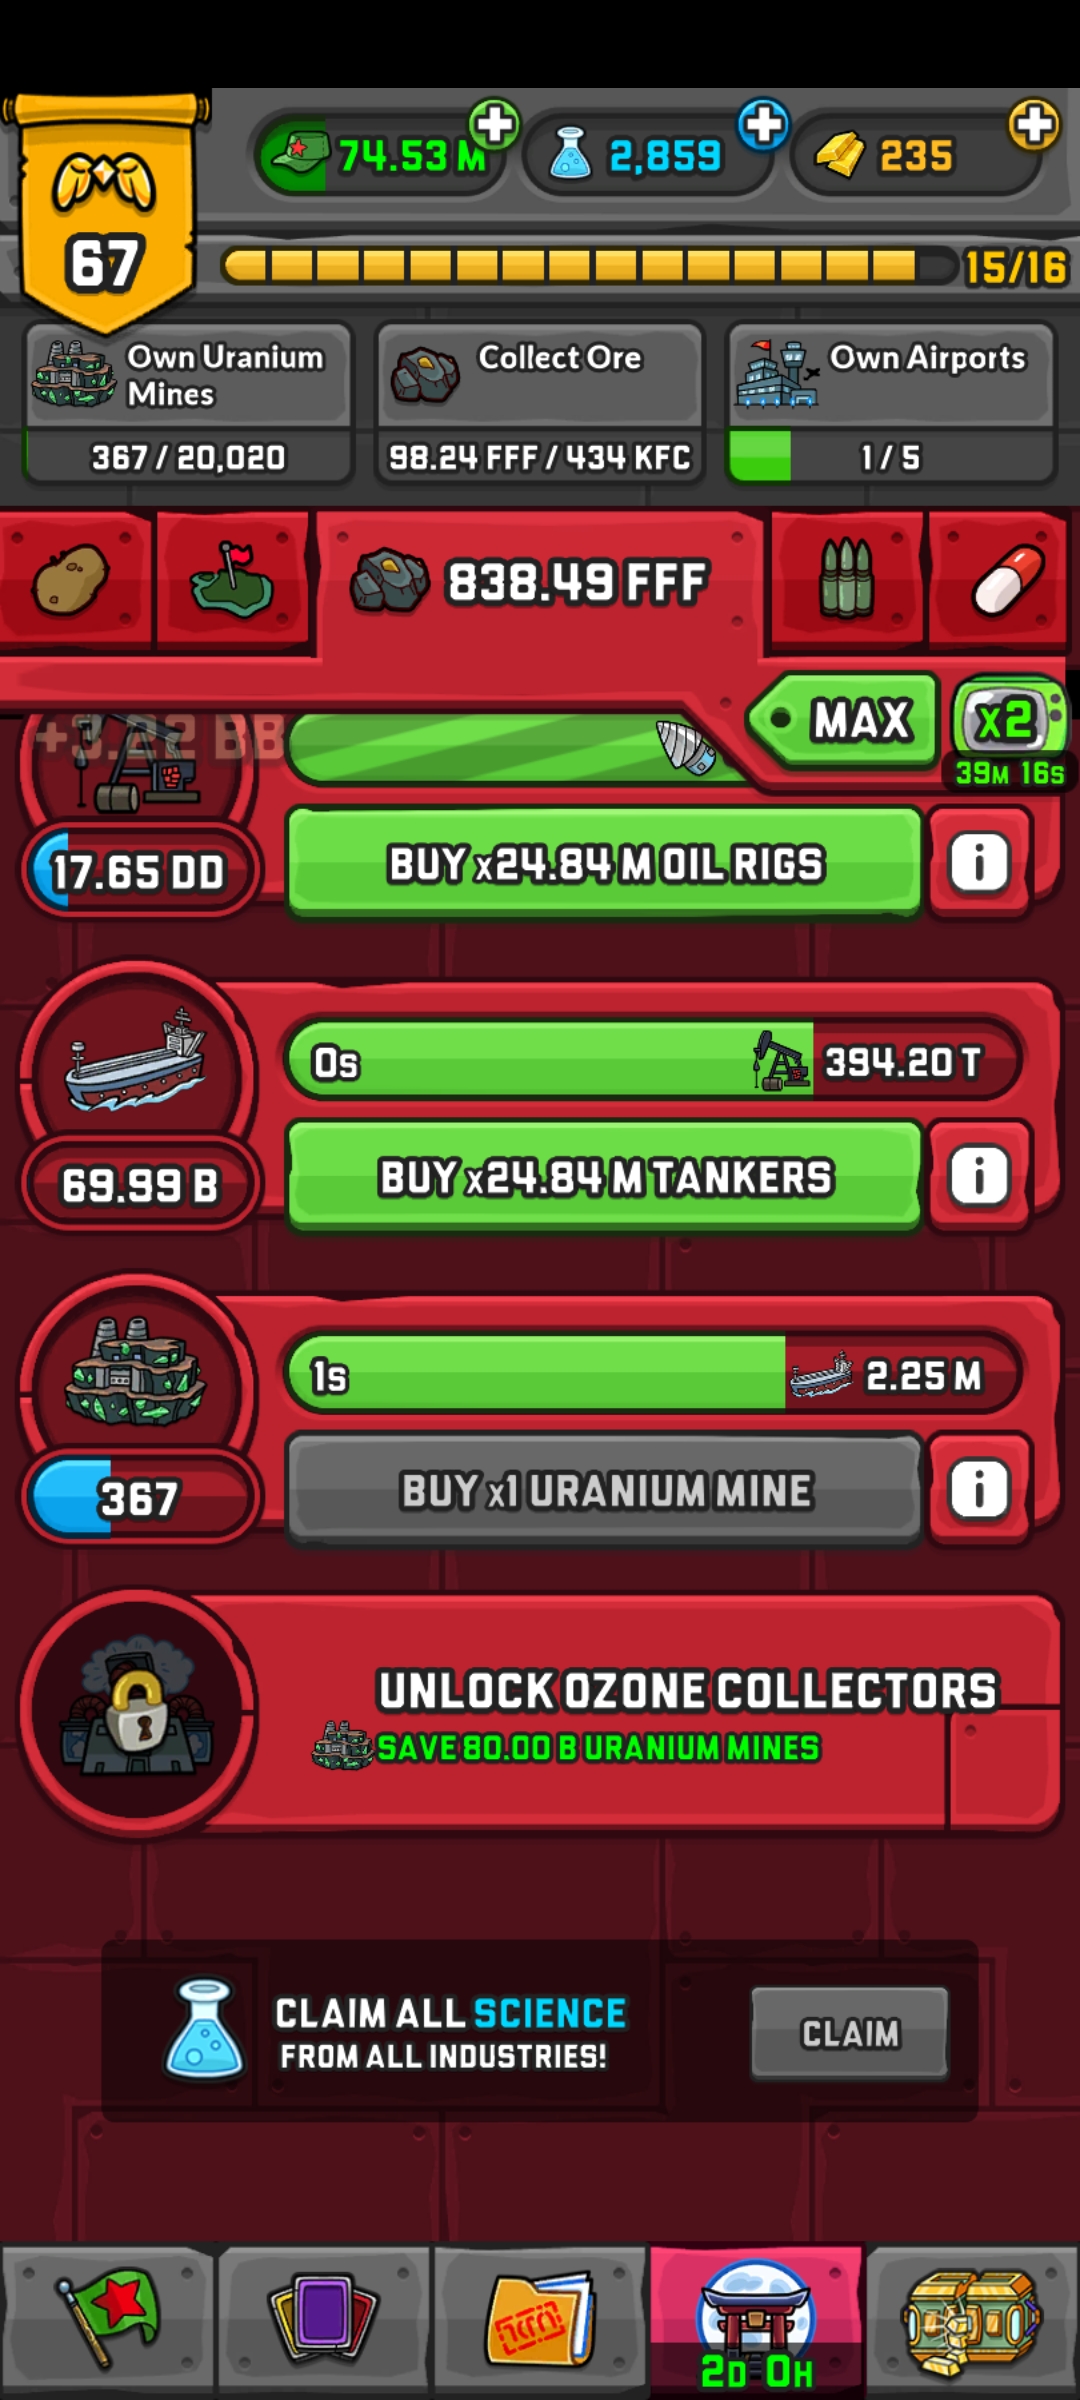 74.53 M
2,859
235
67
15/16
Own Uranium
Mines
367 / 20,020
Collect Ore
98.24 FFF / 434 KFC
Own Airports
1 / 5
838.49 FFF
MAX
x2
39M 16S
+3.22 BB
17.65 DD
BUY x24.84 M OIL RIGS
i
0s
394.20 T
69.99 B
BUY x24.84 M TANKERS
i
1s
2.25 M
367
BUY x1 URANIUM MINE
i
UNLOCK OZONE COLLECTORS
SAVE 80.00 B URANIUM MINES
CLAIM ALL SCIENCE
FROM ALL INDUSTRIES!
CLAIM
2D 0H